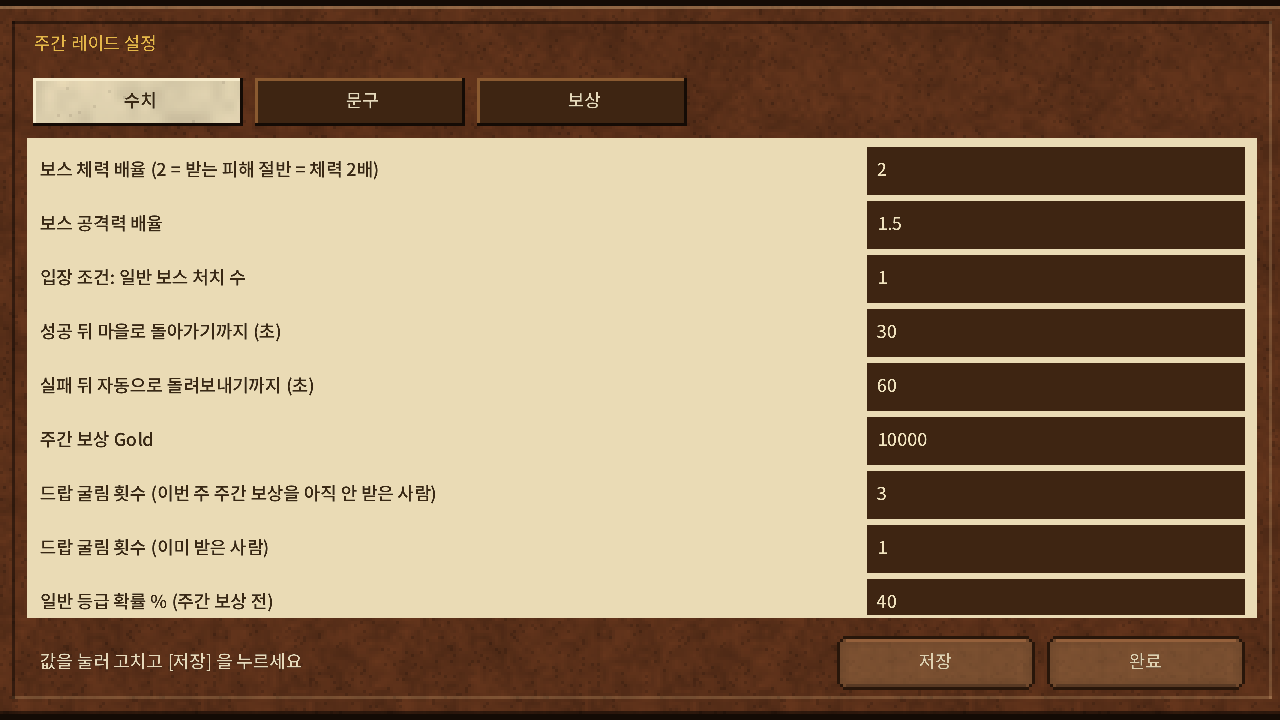 주간 레이드 설정
수치
문구
보상
보스 체력 배율 (2 = 받는 피해 절반 = 체력 2배)
2
보스 공격력 배율
1.5
입장 조건: 일반 보스 처치 수
1
성공 뒤 마을로 돌아가기까지 (초)
30
실패 뒤 자동으로 돌려보내기까지 (초)
60
주간 보상 Gold
10000
드랍 굴림 횟수 (이번 주 주간 보상을 아직 안 받은 사람)
3
드랍 굴림 횟수 (이미 받은 사람)
1
일반 등급 확률 % (주간 보상 전)
40
값을 눌러 고치고 [저장] 을 누르세요
저장
완료